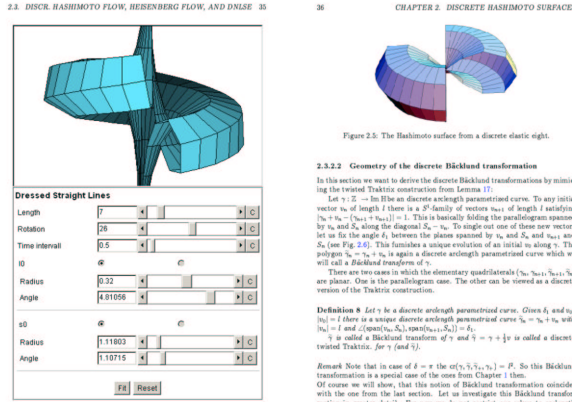 2.3. DISCR. HASHIMOTO FLOW, HEISENBERG FLOW, AND DNLSE 35
Dressed Straight Lines
Length 7 C
Rotation 26 C
Time intervall 0.5 C
l0
Radius 0.32 C
Angle 4.81056 C
s0
Radius 1.11803 C
Angle 1.10715 C
Fit Reset
36 CHAPTER 2. DISCRETE HASHIMOTO SURFACE
Figure 2.5: The Hashimoto surface from a discrete elastic eight.
2.3.2.2 Geometry of the discrete Bäcklund transformation
In this section we want to derive the discrete Bäcklund transformations by mimic
ing the twisted Traktrix construction from Lemma 17:
Let γ : ℤ → Im ℍ be an discrete arclength parametrized curve. To any initia
vector vₙ of length l there is a S¹-family of vectors vₙ₊₁ of length l satisfyin
|γₙ + vₙ − (γₙ₊₁ + vₙ₊₁)| = 1. This is basically folding the parallelogram spanne
by vₙ and Sₙ along the diagonal Sₙ − vₙ. To single out one of these new vector
let us fix the angle δ₁ between the planes spanned by vₙ and Sₙ and vₙ₊₁ and
Sₙ (see Fig. 2.6). This furnishes a unique evolution of an initial v₀ along γ. Th
polygon γ̃ₙ = γₙ + vₙ is again a discrete arclength parametrized curve which w
will call a Bäcklund transform of γ.
There are two cases in which the elementary quadrilaterals (γₙ, γₙ₊₁, γ̃ₙ₊
are planar. One is the parallelogram case. The other can be viewed as a discret
version of the Traktrix construction.
Definition 8 Let γ be a discrete arclength parametrized curve. Given δ₁ and v₀
|v₀| = l there is a unique discrete arclength parametrized curve γ̃ₙ = γₙ + vₙ wit
|vₙ| = l and ∠(span(vₙ, Sₙ), span(vₙ₊₁, Sₙ)) = δ₁.
γ̃ is called a Bäcklund transform of γ and γ̂ = γ + ½v is called a discret
twisted Traktrix. for γ (and γ̃).
Remark Note that in case of δ = π the cr(γ, γ̃, γ̃₊, γ₊) = l². So this Bäcklun
transformation is a special case of the ones from Chapter 1 then.
Of course we will show, that this notion of Bäcklund transformation coincide
with the one from the last section. Let us investigate this Bäcklund transfor